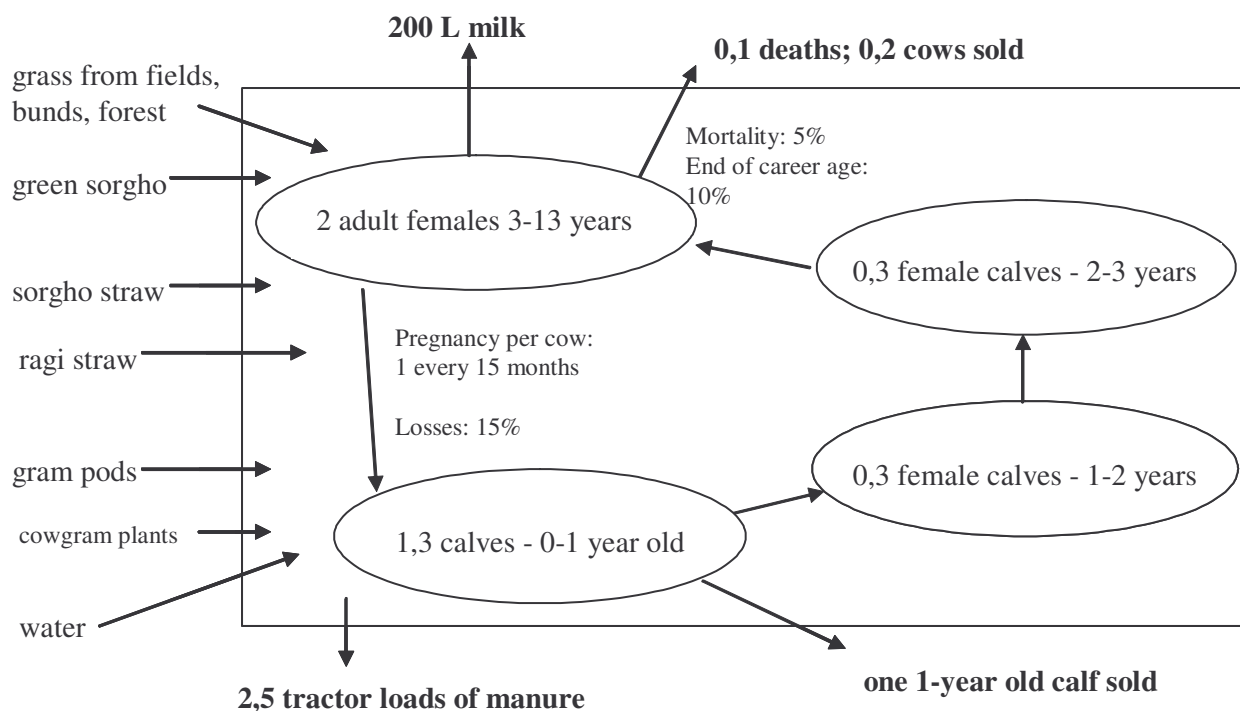 200 L milk
0,1 deaths; 0,2 cows sold
grass from fields,
bunds, forest
Mortality: 5%
End of career age:
10%
green sorgho
2 adult females 3-13 years
0,3 female calves - 2-3 years
sorgho straw
Pregnancy per cow:
1 every 15 months
ragi straw
Losses: 15%
gram pods
0,3 female calves - 1-2 years
cowgram plants
1,3 calves - 0-1 year old
water
one 1-year old calf sold
2,5 tractor loads of manure